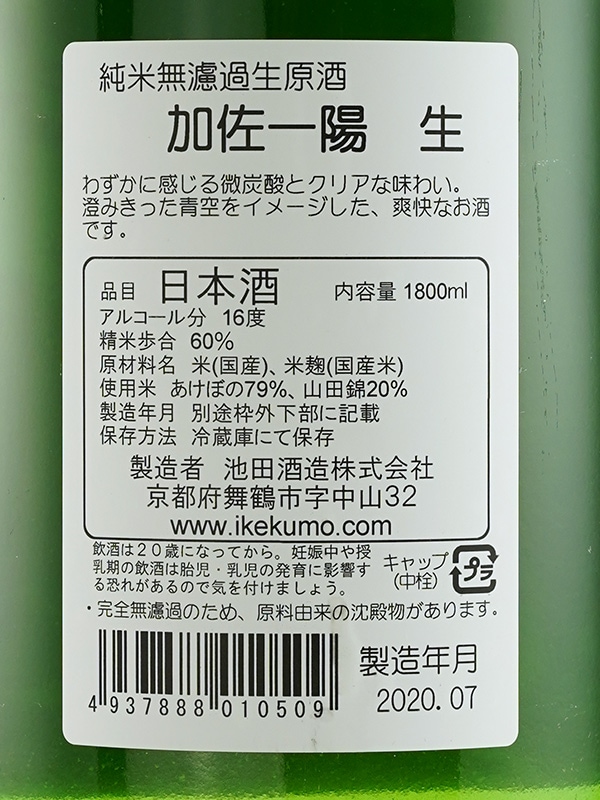 純米無濾過生原酒
加佐一陽 生
わずかに感じる微炭酸とクリアな味わい。
澄みきった青空をイメージした、爽快なお酒
です。
品目 日本酒 内容量 1800ml
アルコール分 16度
精米歩合 60%
原材料名 米(国産)、米麹(国産米)
使用米 あけぼの79%、山田錦20%
製造年月 別途枠外下部に記載
保存方法 冷蔵庫にて保存
製造者 池田酒造株式会社
京都府舞鶴市字中山32
www.ikekumo.com
飲酒は20歳になってから。妊娠中や授
乳期の飲酒は胎児・乳児の発育に影響す
る恐れがあるので気を付けましょう。
キャップ
(中栓)
プラ
・完全無濾過のため、原料由来の沈殿物があります。
4 937888 010509
製造年月
2020.07